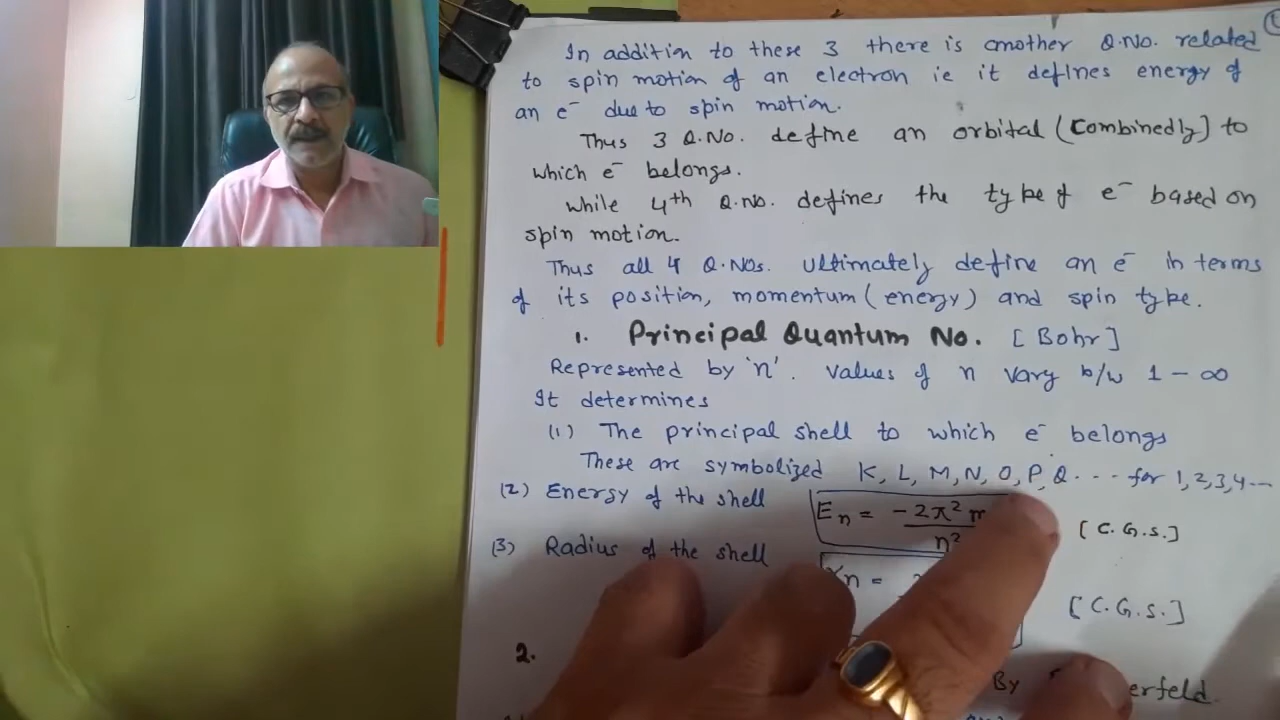 In addition to these 3 there is another Q.No. related
to spin motion of an electron ie it defines energy of
an e⁻ due to spin motion.
Thus 3 Q.No. define an orbital (Combinedly) to
which e⁻ belongs.
While 4th Q.No. defines the type of e⁻ based on
spin motion.
Thus all 4 Q.NOs. Ultimately define an e⁻ in terms
of its position, momentum (energy) and spin type.
1. Principal Quantum No. [Bohr]
Represented by 'n'. Values of n vary b/w 1 - ∞
It determines
(1) The principal shell to which e⁻ belongs
These are symbolized K, L, M, N, O, P, Q ... for 1,2,3,4...
(2) Energy of the shell En = -2π²m / n² [C.G.S.]
(3) Radius of the shell rn = [C.G.S.]
2.
By erfeld.